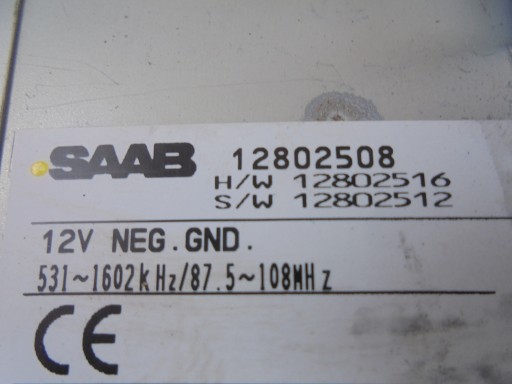 SAAB 12802508
H/W 12802516
S/W 12802512
12V NEG.GND.
531~1602kHz/87.5~108MHz
CE